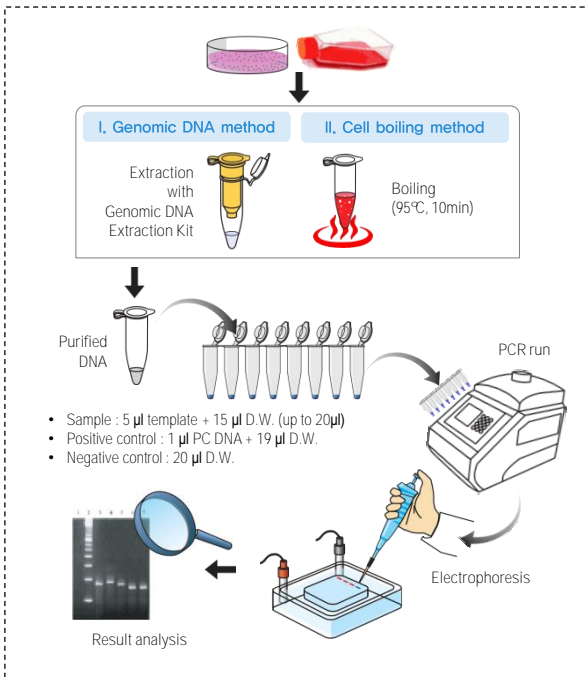 I. Genomic DNA method
II. Cell boiling method
Extraction
with
Genomic DNA
Extraction Kit
Boiling
(95℃, 10min)
Purified
DNA
PCR run
• Sample : 5 µl template + 15 µl D.W. (up to 20µl)
• Positive control : 1 µl PC DNA + 19 µl D.W.
• Negative control : 20 µl D.W.
Electrophoresis
Result analysis